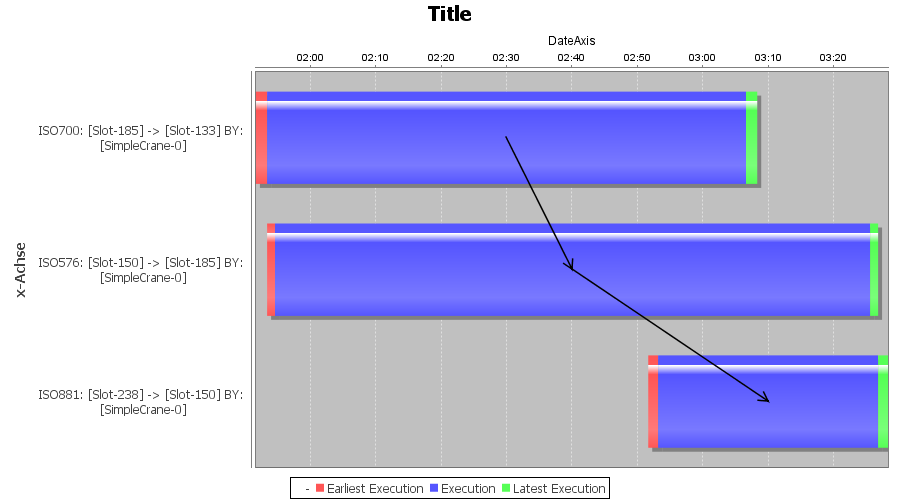 Title
DateAxis
02:00 02:10 02:20 02:30 02:40 02:50 03:00 03:10 03:20
x-Achse
ISO700: [Slot-185] -> [Slot-133] BY:
[SimpleCrane-0]
ISO576: [Slot-150] -> [Slot-185] BY:
[SimpleCrane-0]
ISO881: [Slot-238] -> [Slot-150] BY:
[SimpleCrane-0]
- Earliest Execution Execution Latest Execution